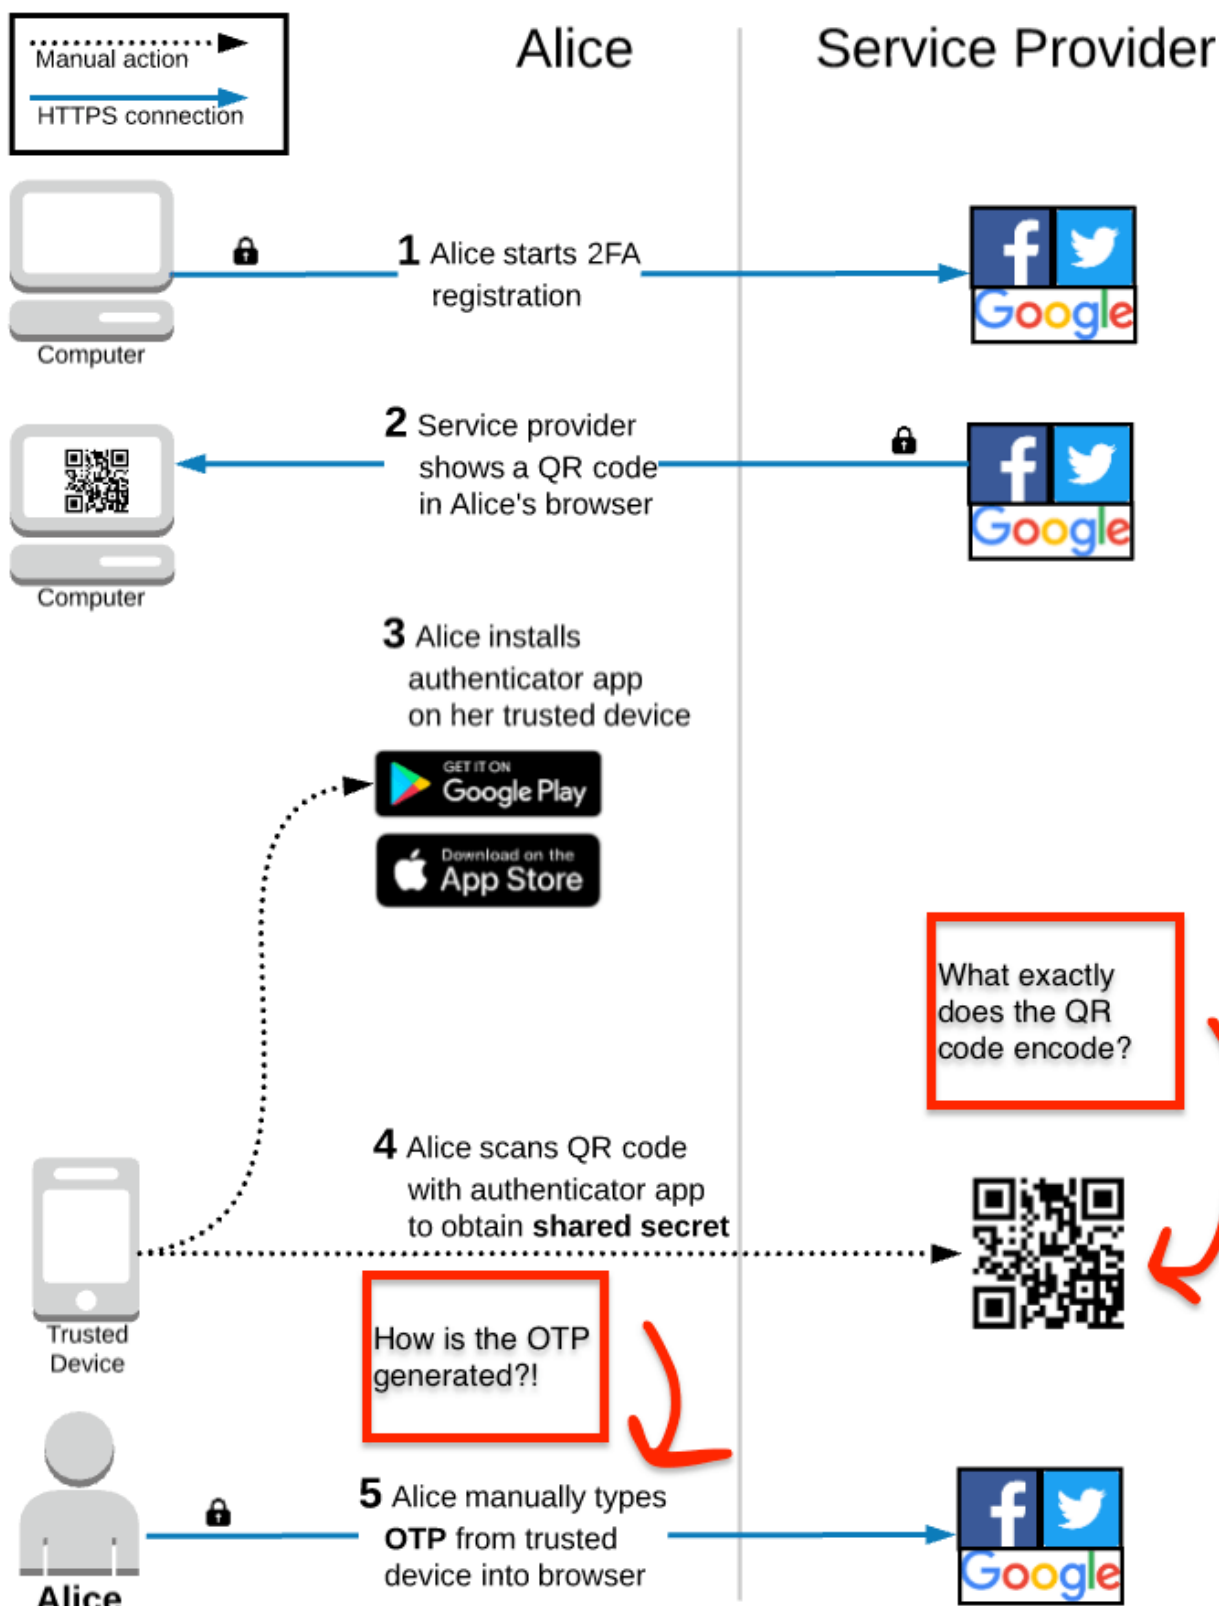 Manual action
HTTPS connection
Alice
Service Provider
1 Alice starts 2FA
registration
Computer
Google
2 Service provider
shows a QR code
in Alice's browser
Computer
Google
3 Alice installs
authenticator app
on her trusted device
GET IT ON
Google Play
Download on the
App Store
What exactly
does the QR
code encode?
4 Alice scans QR code
with authenticator app
to obtain shared secret
Trusted
Device
How is the OTP
generated?!
5 Alice manually types
OTP from trusted
device into browser
Alice
Google